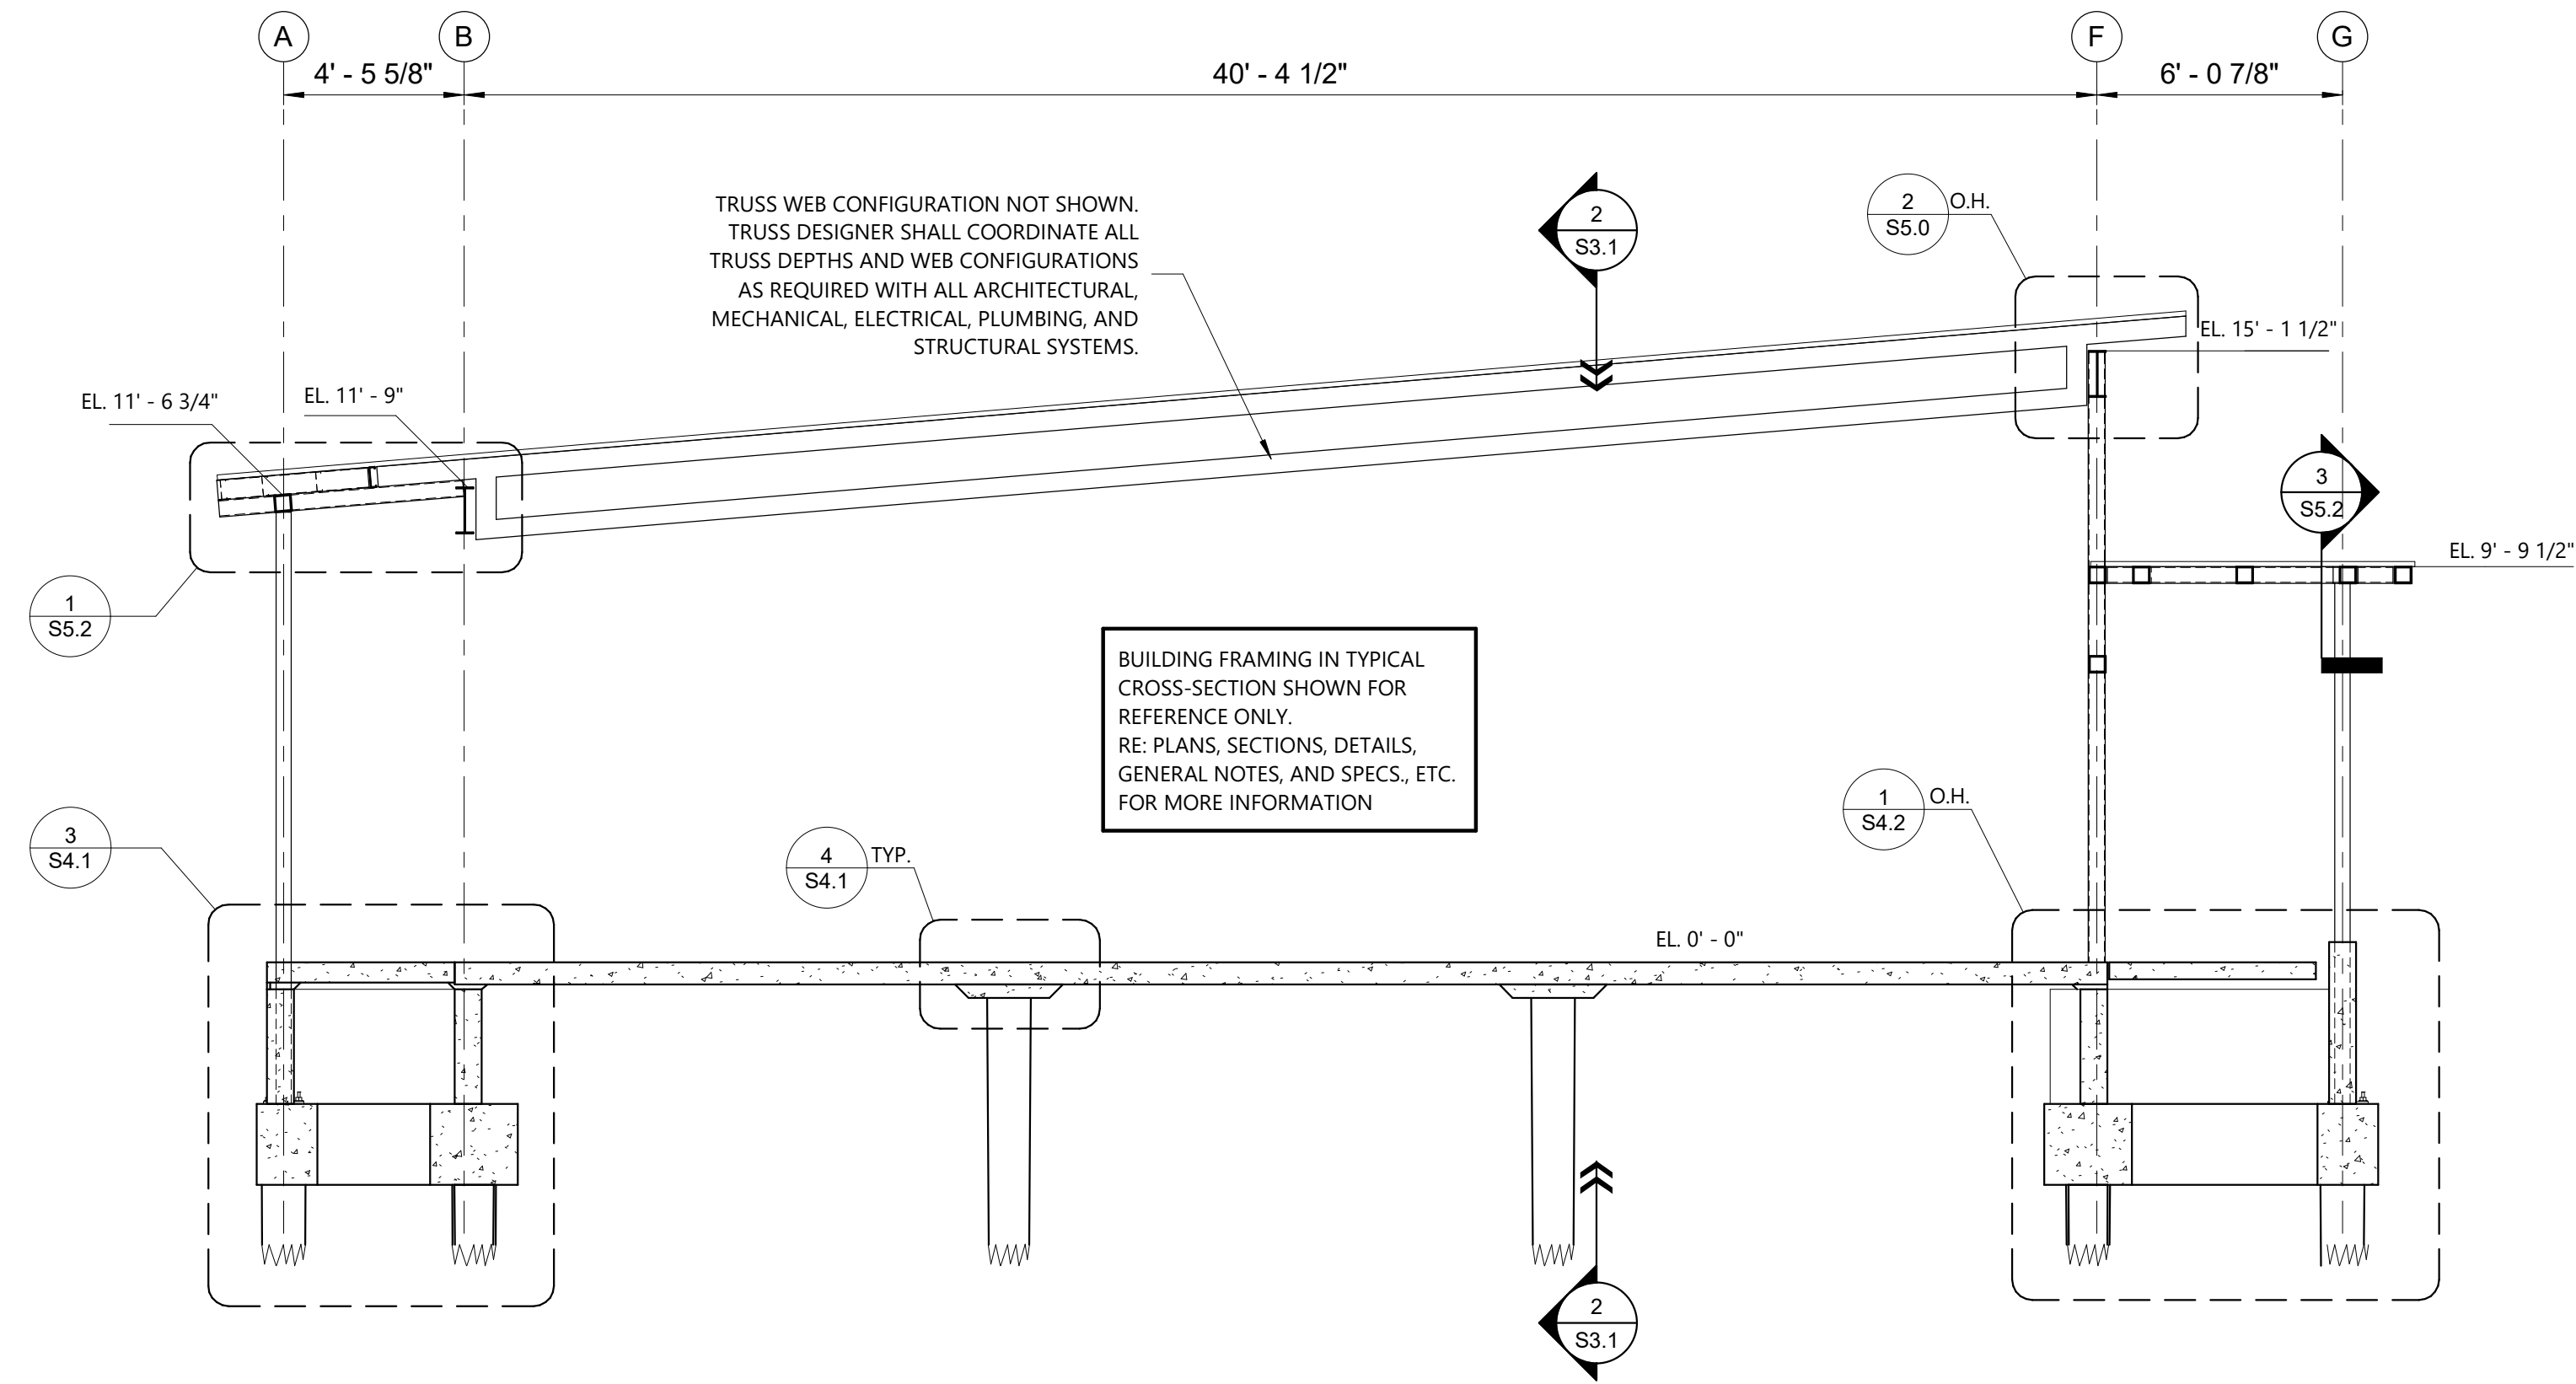 A
B
F
G
4' - 5 5/8"
40' - 4 1/2"
6' - 0 7/8"
TRUSS WEB CONFIGURATION NOT SHOWN.
TRUSS DESIGNER SHALL COORDINATE ALL
TRUSS DEPTHS AND WEB CONFIGURATIONS
AS REQUIRED WITH ALL ARCHITECTURAL,
MECHANICAL, ELECTRICAL, PLUMBING, AND
STRUCTURAL SYSTEMS.
2
S3.1
2
S5.0
O.H.
EL. 15' - 1 1/2"
EL. 11' - 6 3/4"
EL. 11' - 9"
3
S5.2
EL. 9' - 9 1/2"
1
S5.2
BUILDING FRAMING IN TYPICAL
CROSS-SECTION SHOWN FOR
REFERENCE ONLY.
RE: PLANS, SECTIONS, DETAILS,
GENERAL NOTES, AND SPECS., ETC.
FOR MORE INFORMATION
3
S4.1
4
S4.1
TYP.
1
S4.2
O.H.
EL. 0' - 0"
2
S3.1